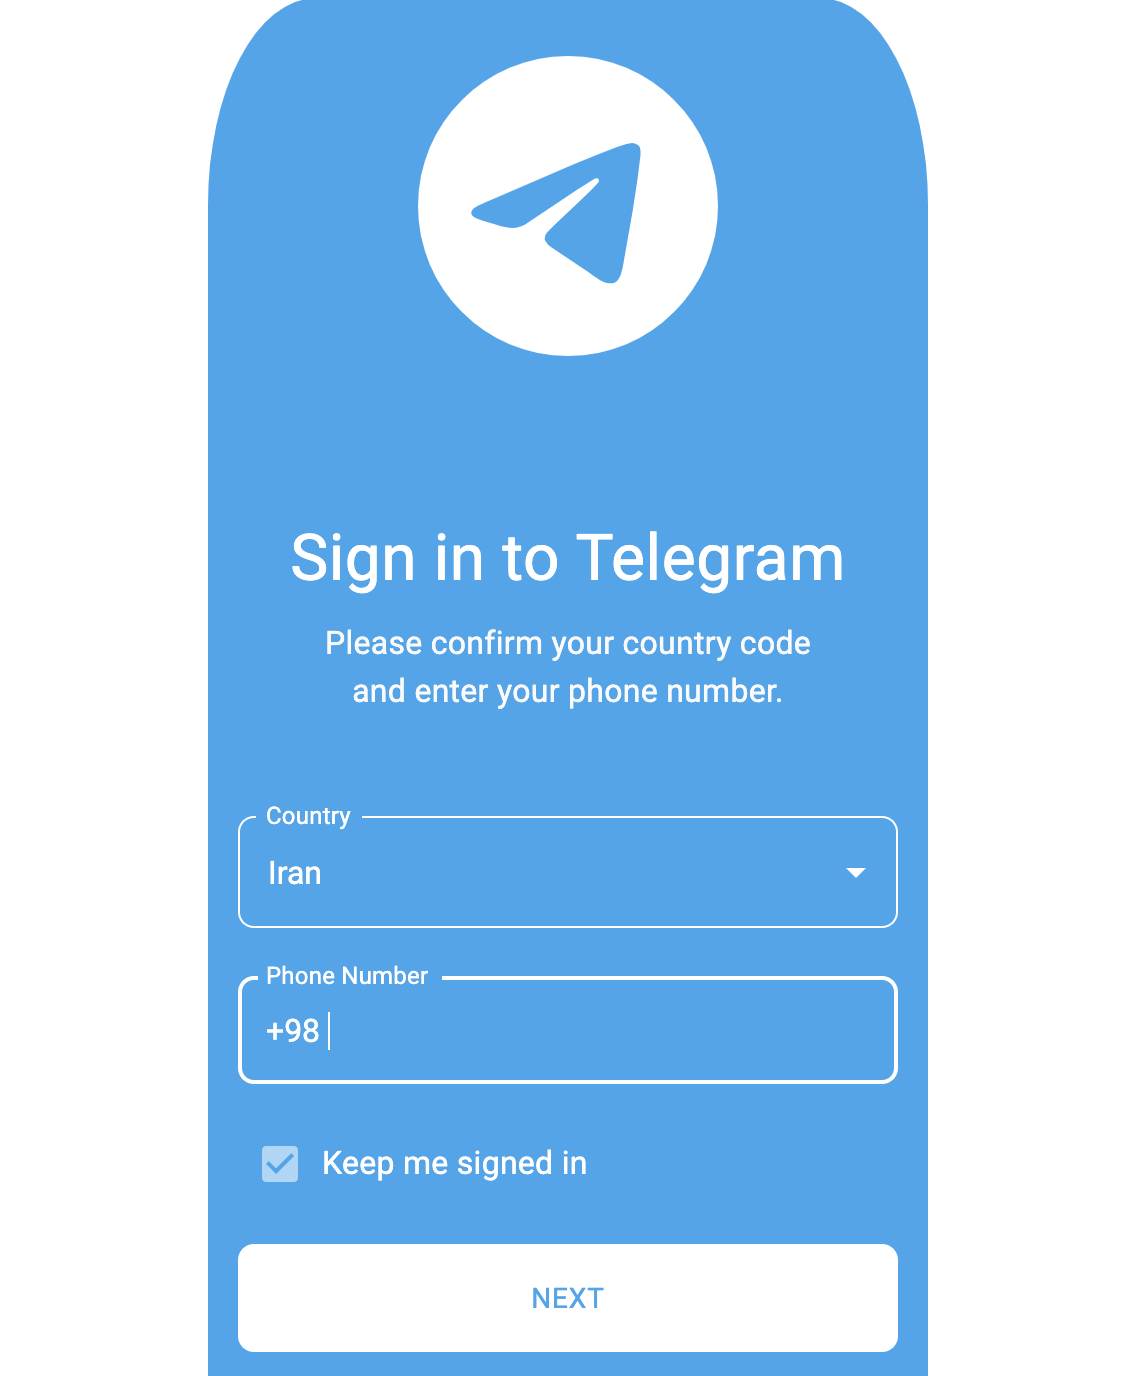 Sign in to Telegram
Please confirm your country code
and enter your phone number.
Country
Iran
Phone Number
+98
Keep me signed in
NEXT